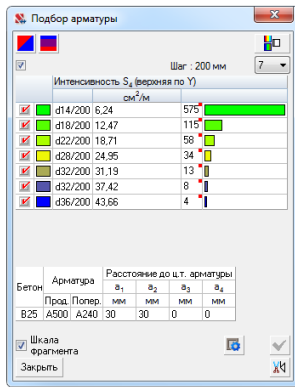 Подбор арматуры
Шаг : 200 мм
7
Интенсивность S4 (верхняя по Y)
см2/м
d14/200 6,24 575
d18/200 12,47 115
d22/200 18,71 58
d28/200 24,95 34
d32/200 31,19 13
d32/200 37,42 8
d36/200 43,66 4
Бетон Арматура Расстояние до ц.т. арматуры
a1 a2 a3 a4
Прод. Попер. мм мм мм мм
B25 A500 A240 30 30 0 0
Шкала
фрагмента
Закрыть